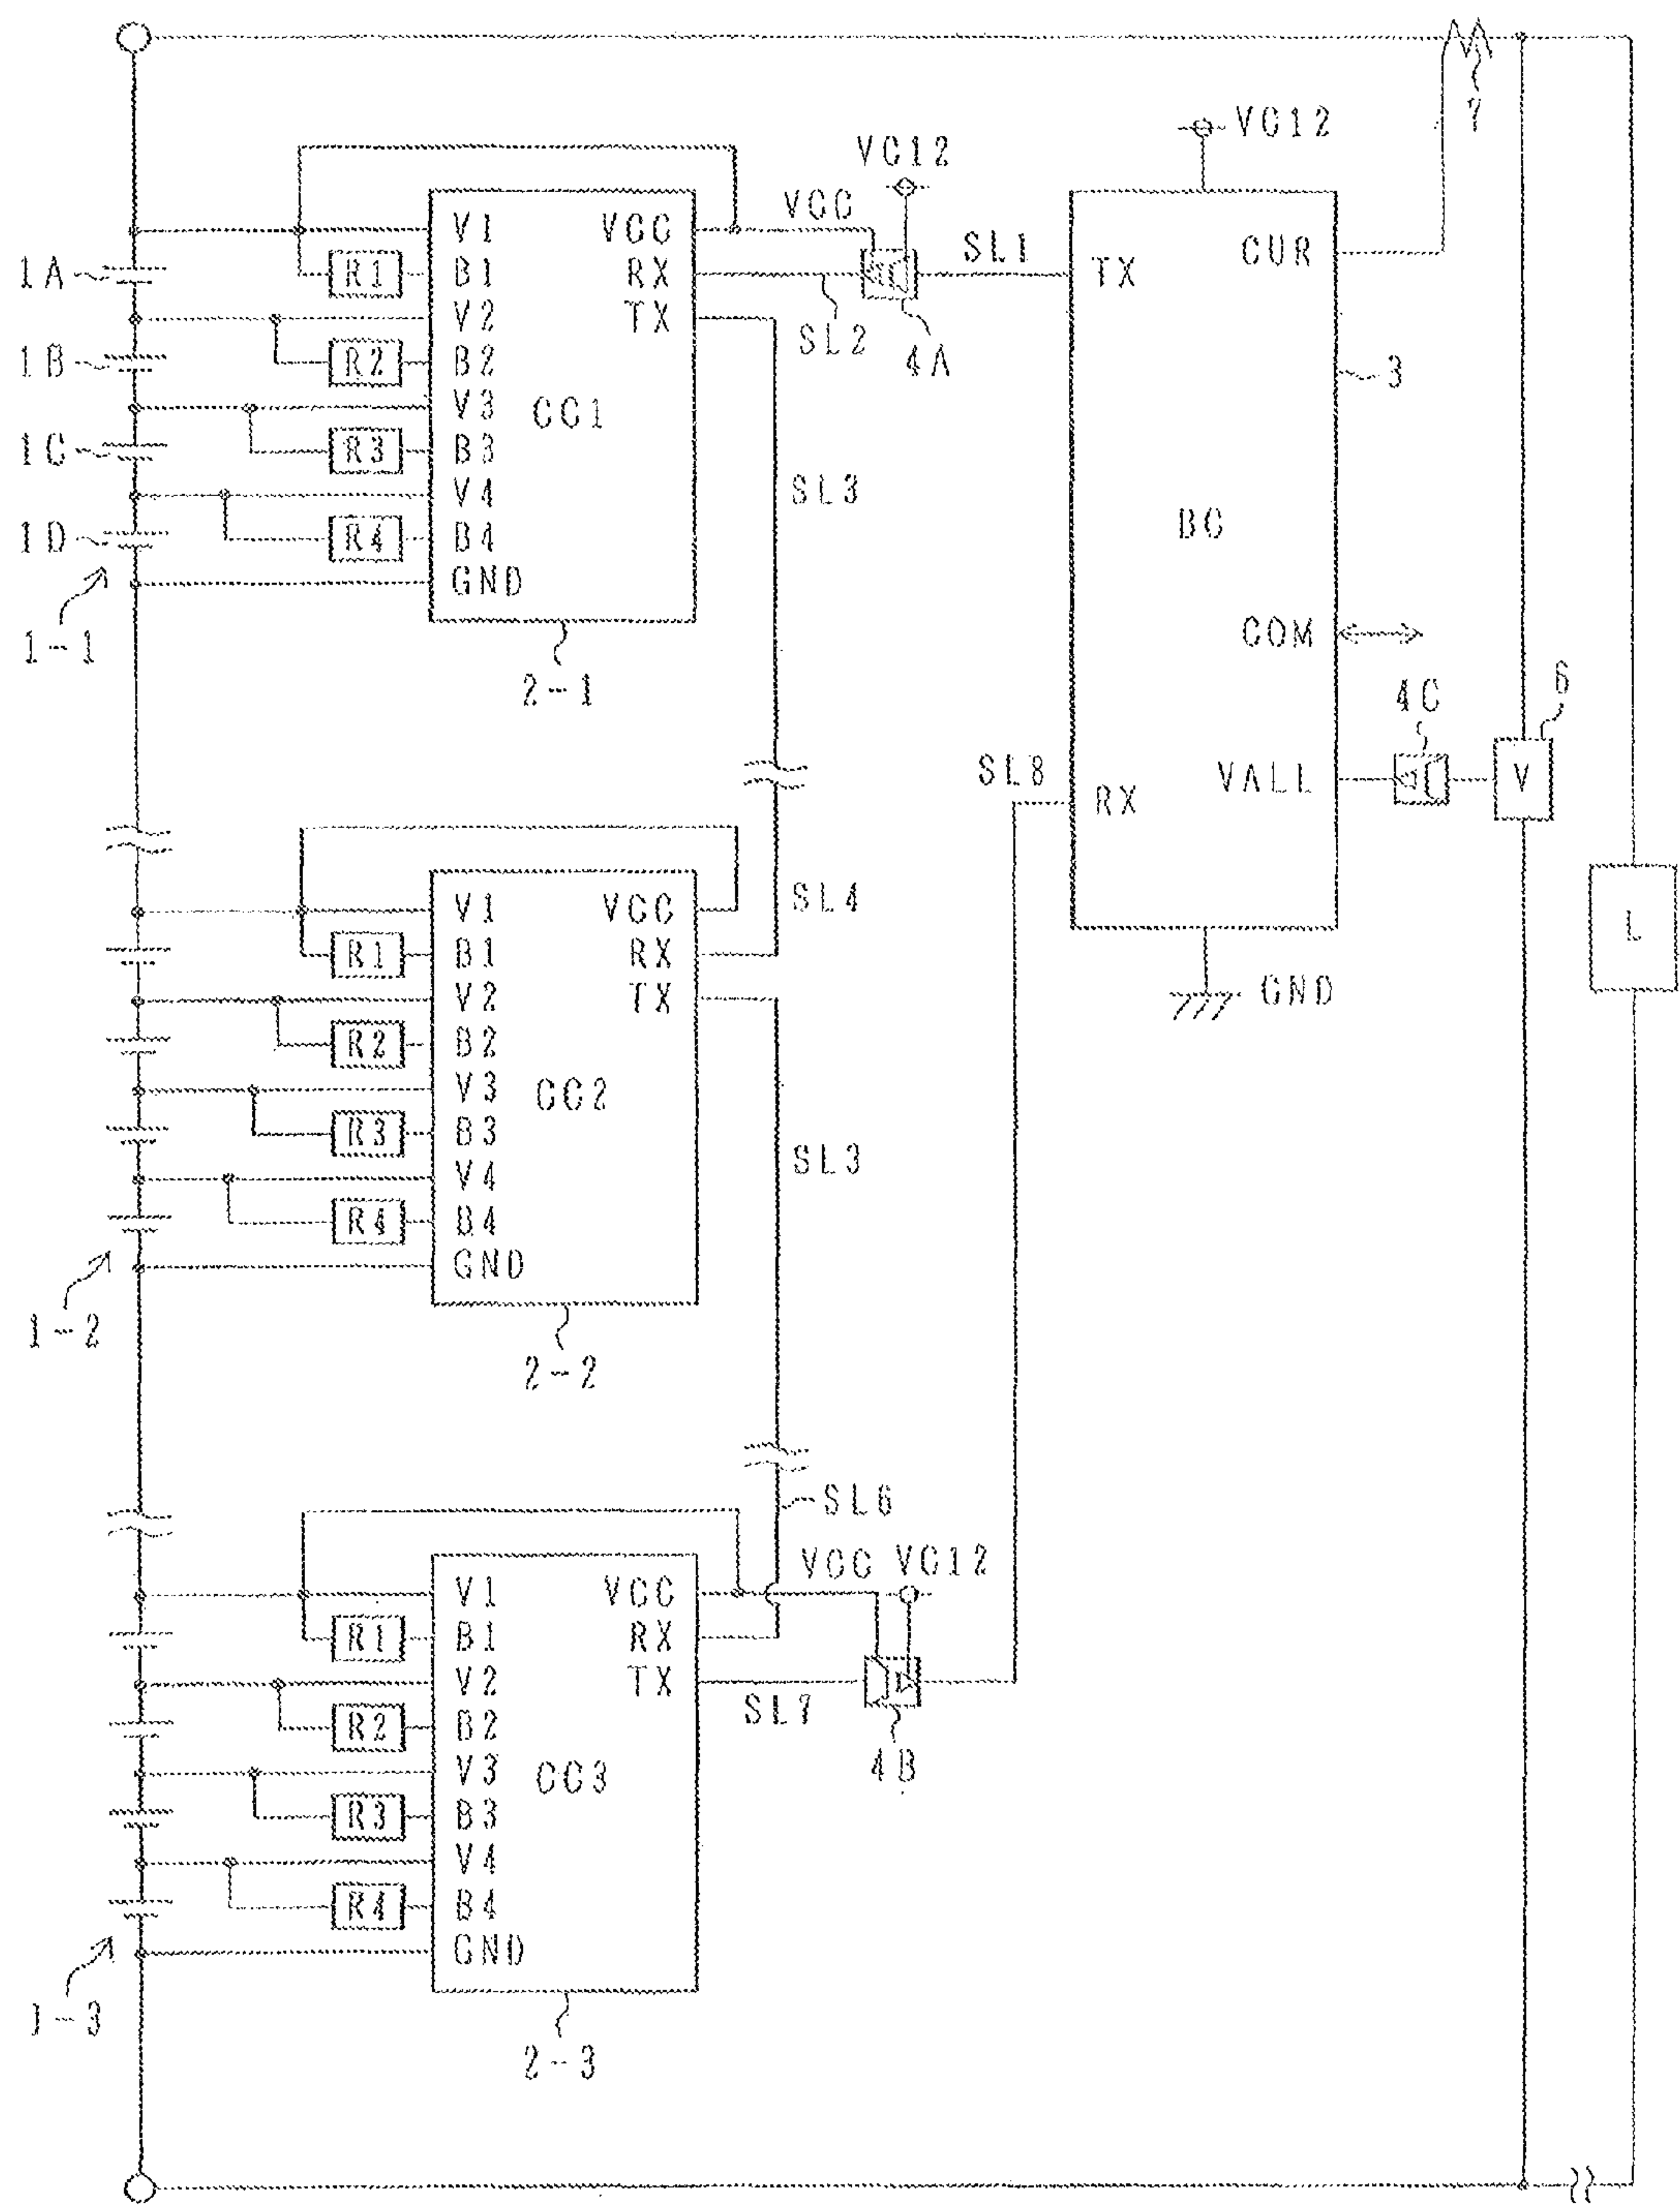 7
VC12
VC12
VCC
SL1
SL2
4A
1A
1B
1C
1D
1-1
R1
R2
R3
R4
V1
B1
V2
B2
V3
B3
V4
B4
GND
VCC
RX
TX
CC1
2-1
SL3
TX
CUR
3
BC
COM
VALL
RX
SL8
GND
4C
6
V
L
SL4
R1
R2
R3
R4
V1
B1
V2
B2
V3
B3
V4
B4
GND
VCC
RX
TX
CC2
2-2
1-2
SL3
SL6
VCC
VC12
R1
R2
R3
R4
V1
B1
V2
B2
V3
B3
V4
B4
GND
VCC
RX
TX
CC3
SL7
4B
2-3
1-3